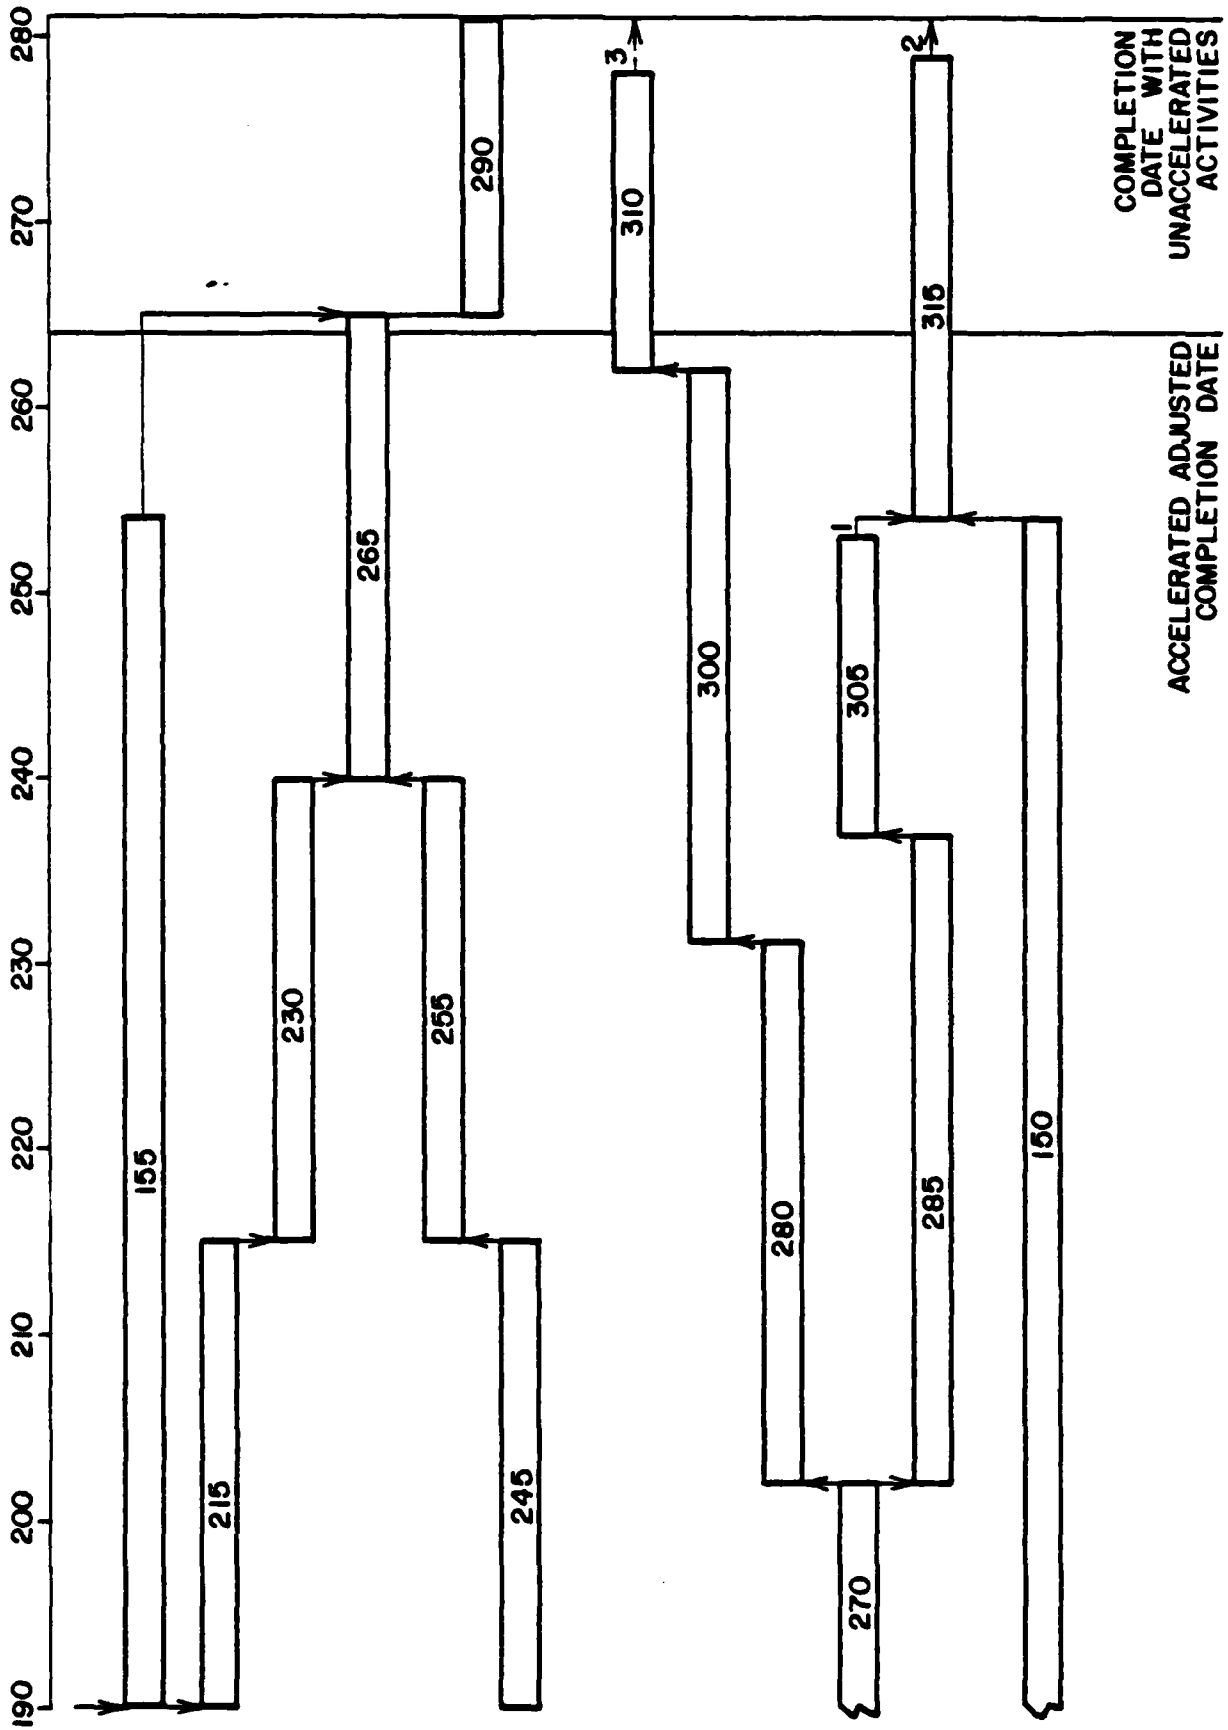 190 200 210 220 230 240 250 260 270 280
155
215
230
265
255
290
245
310 3
300
280
270
305 1
285
315 2
150
ACCELERATED ADJUSTED
COMPLETION DATE
COMPLETION
DATE WITH
UNACCELERATED
ACTIVITIES